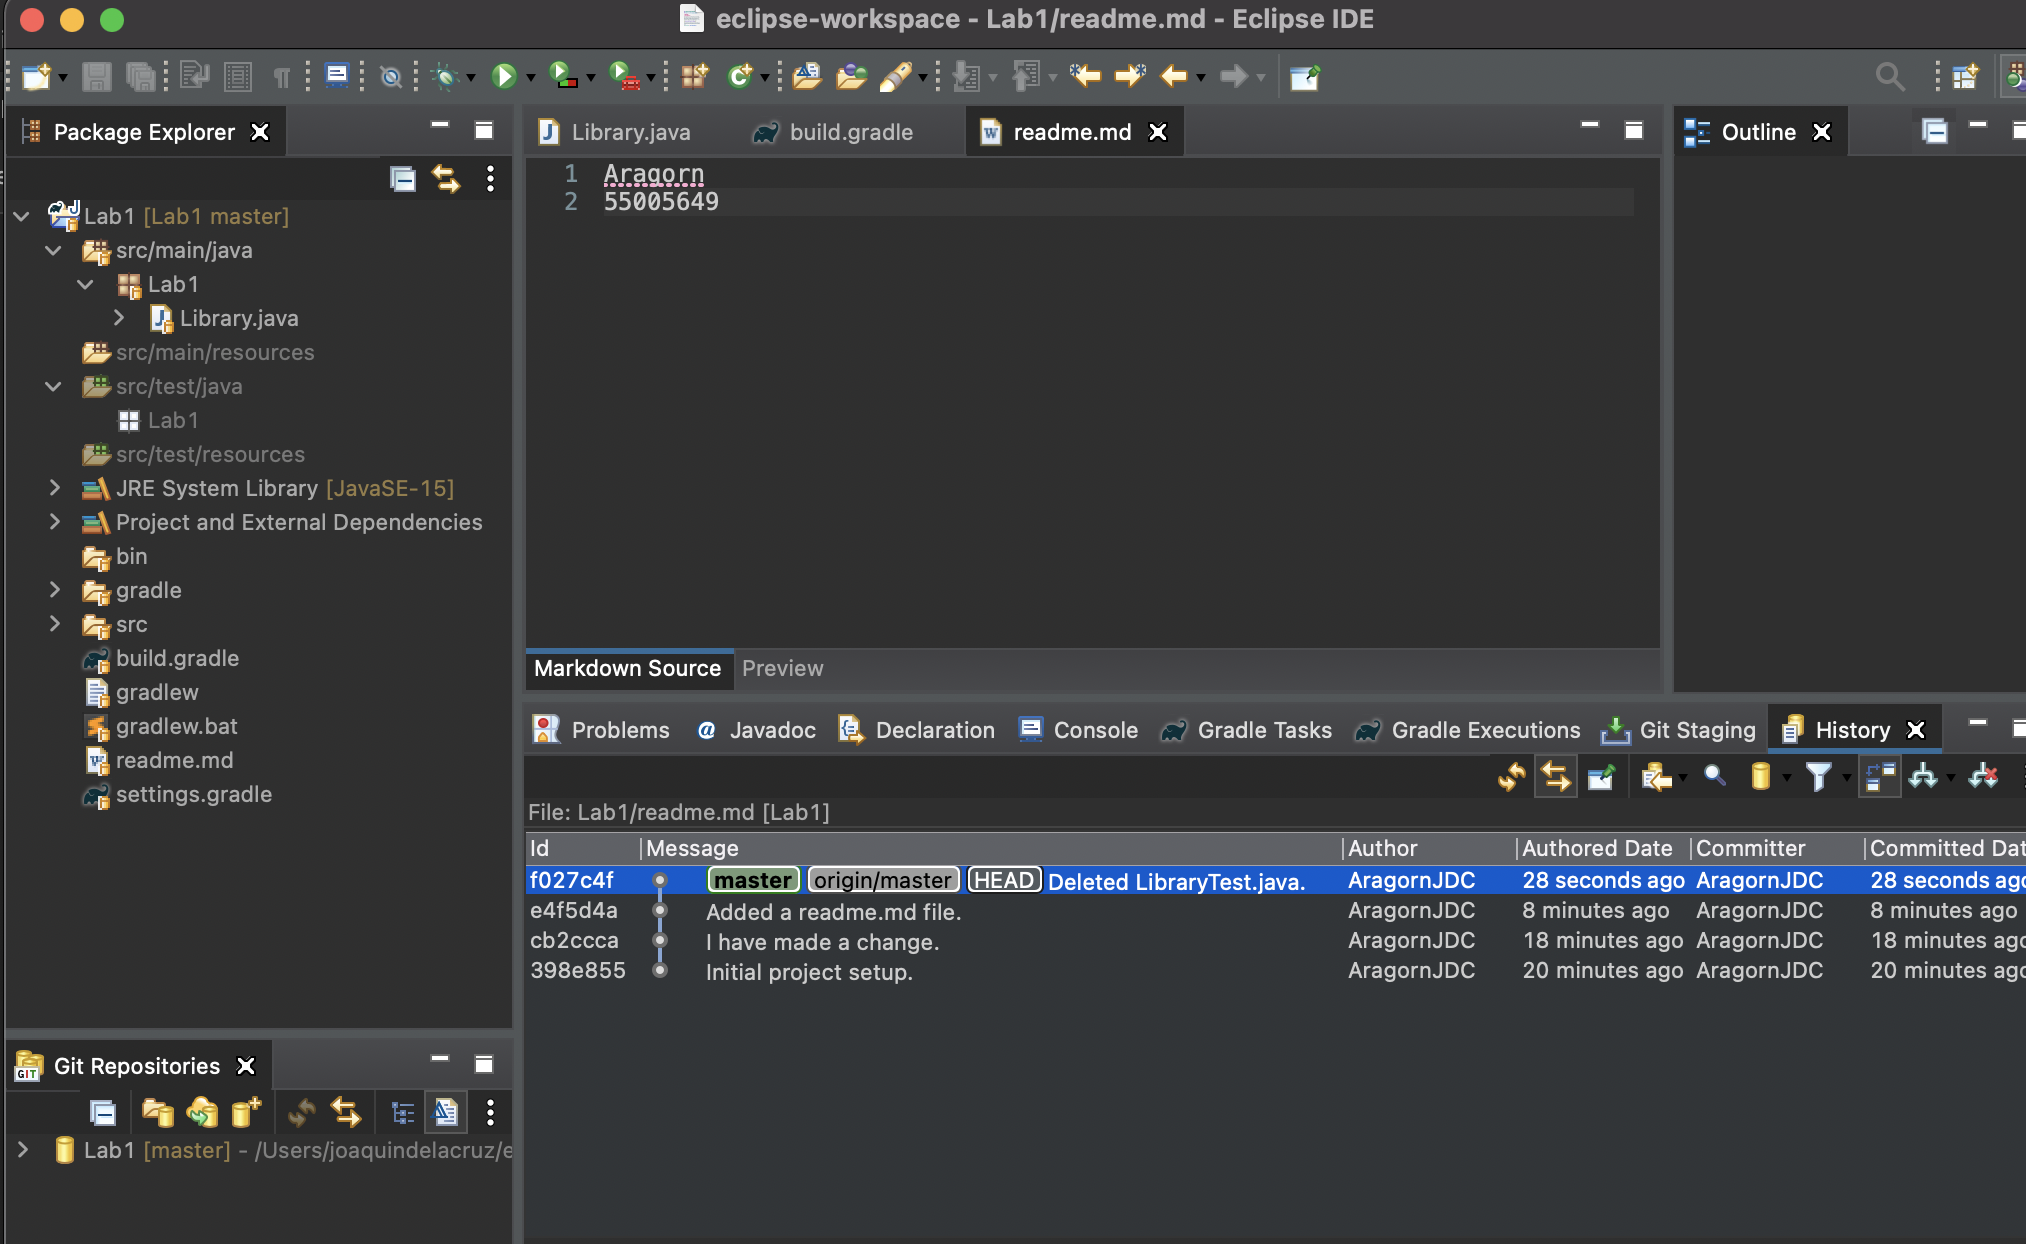 eclipse-workspace - Lab1/readme.md - Eclipse IDE
Package Explorer
Lab1 [Lab1 master]
src/main/java
Lab1
Library.java
src/main/resources
src/test/java
Lab1
src/test/resources
JRE System Library [JavaSE-15]
Project and External Dependencies
bin
gradle
src
build.gradle
gradlew
gradlew.bat
readme.md
settings.gradle
Git Repositories
Lab1 [master] - /Users/joaquindelacruz/e
Library.java build.gradle readme.md
1 Aragorn
2 55005649
Markdown Source Preview
Outline
Problems Javadoc Declaration Console Gradle Tasks Gradle Executions Git Staging History
File: Lab1/readme.md [Lab1]
Id Message Author Authored Date Committer Committed Dat
f027c4f master origin/master HEAD Deleted LibraryTest.java. AragornJDC 28 seconds ago AragornJDC 28 seconds ago
e4f5d4a Added a readme.md file. AragornJDC 8 minutes ago AragornJDC 8 minutes ago
cb2ccca I have made a change. AragornJDC 18 minutes ago AragornJDC 18 minutes ago
398e855 Initial project setup. AragornJDC 20 minutes ago AragornJDC 20 minutes ago